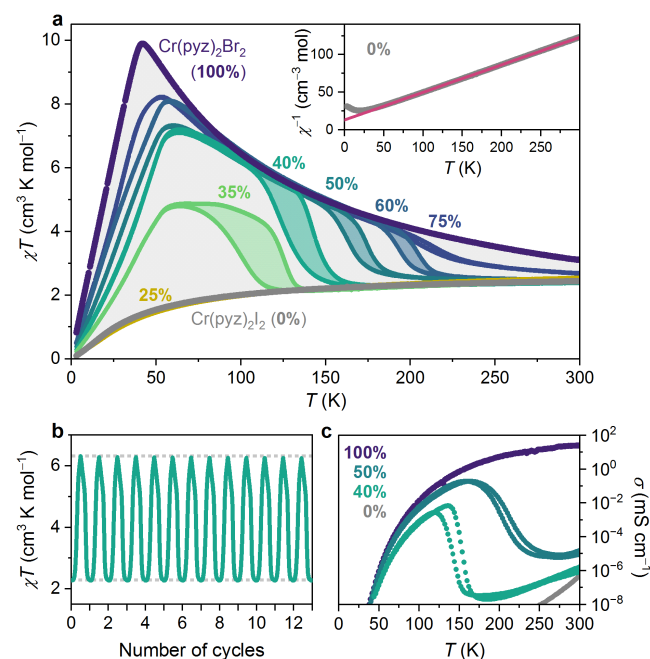 a
10
8
6
4
2
0
χT (cm³ K mol⁻¹)
0 50 100 150 200 250 300
T (K)
Cr(pyz)₂Br₂
(100%)
40%
35%
50%
60%
75%
25%
Cr(pyz)₂I₂ (0%)
100
50
0
χ⁻¹ (cm⁻³ mol)
0%
0 50 100 150 200 250
T (K)
b
6
4
2
χT (cm³ K mol⁻¹)
0 2 4 6 8 10 12
Number of cycles
c
100%
50%
40%
0%
10²
10⁰
10⁻²
10⁻⁴
10⁻⁶
10⁻⁸
σ (mS cm⁻¹)
0 50 100 150 200 250 300
T (K)